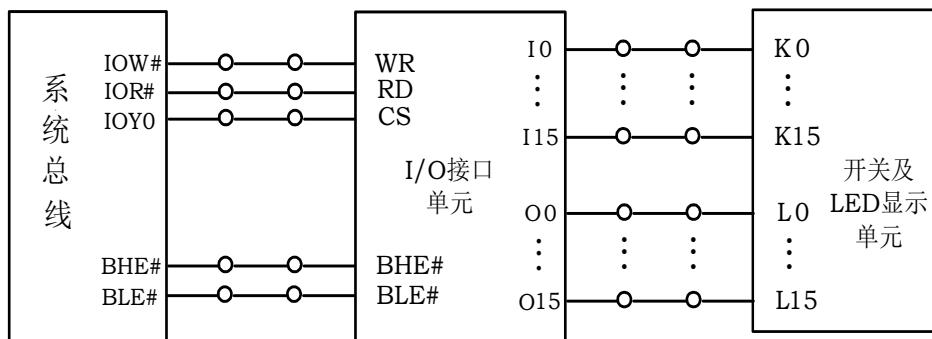 系
统
总
线
IOW#
IOR#
IOY0
BHE#
BLE#
WR
RD
CS
I/O接口
单元
BHE#
BLE#
I0
I15
O0
O15
K0
K15
开关及
LED显示
单元
L0
L15